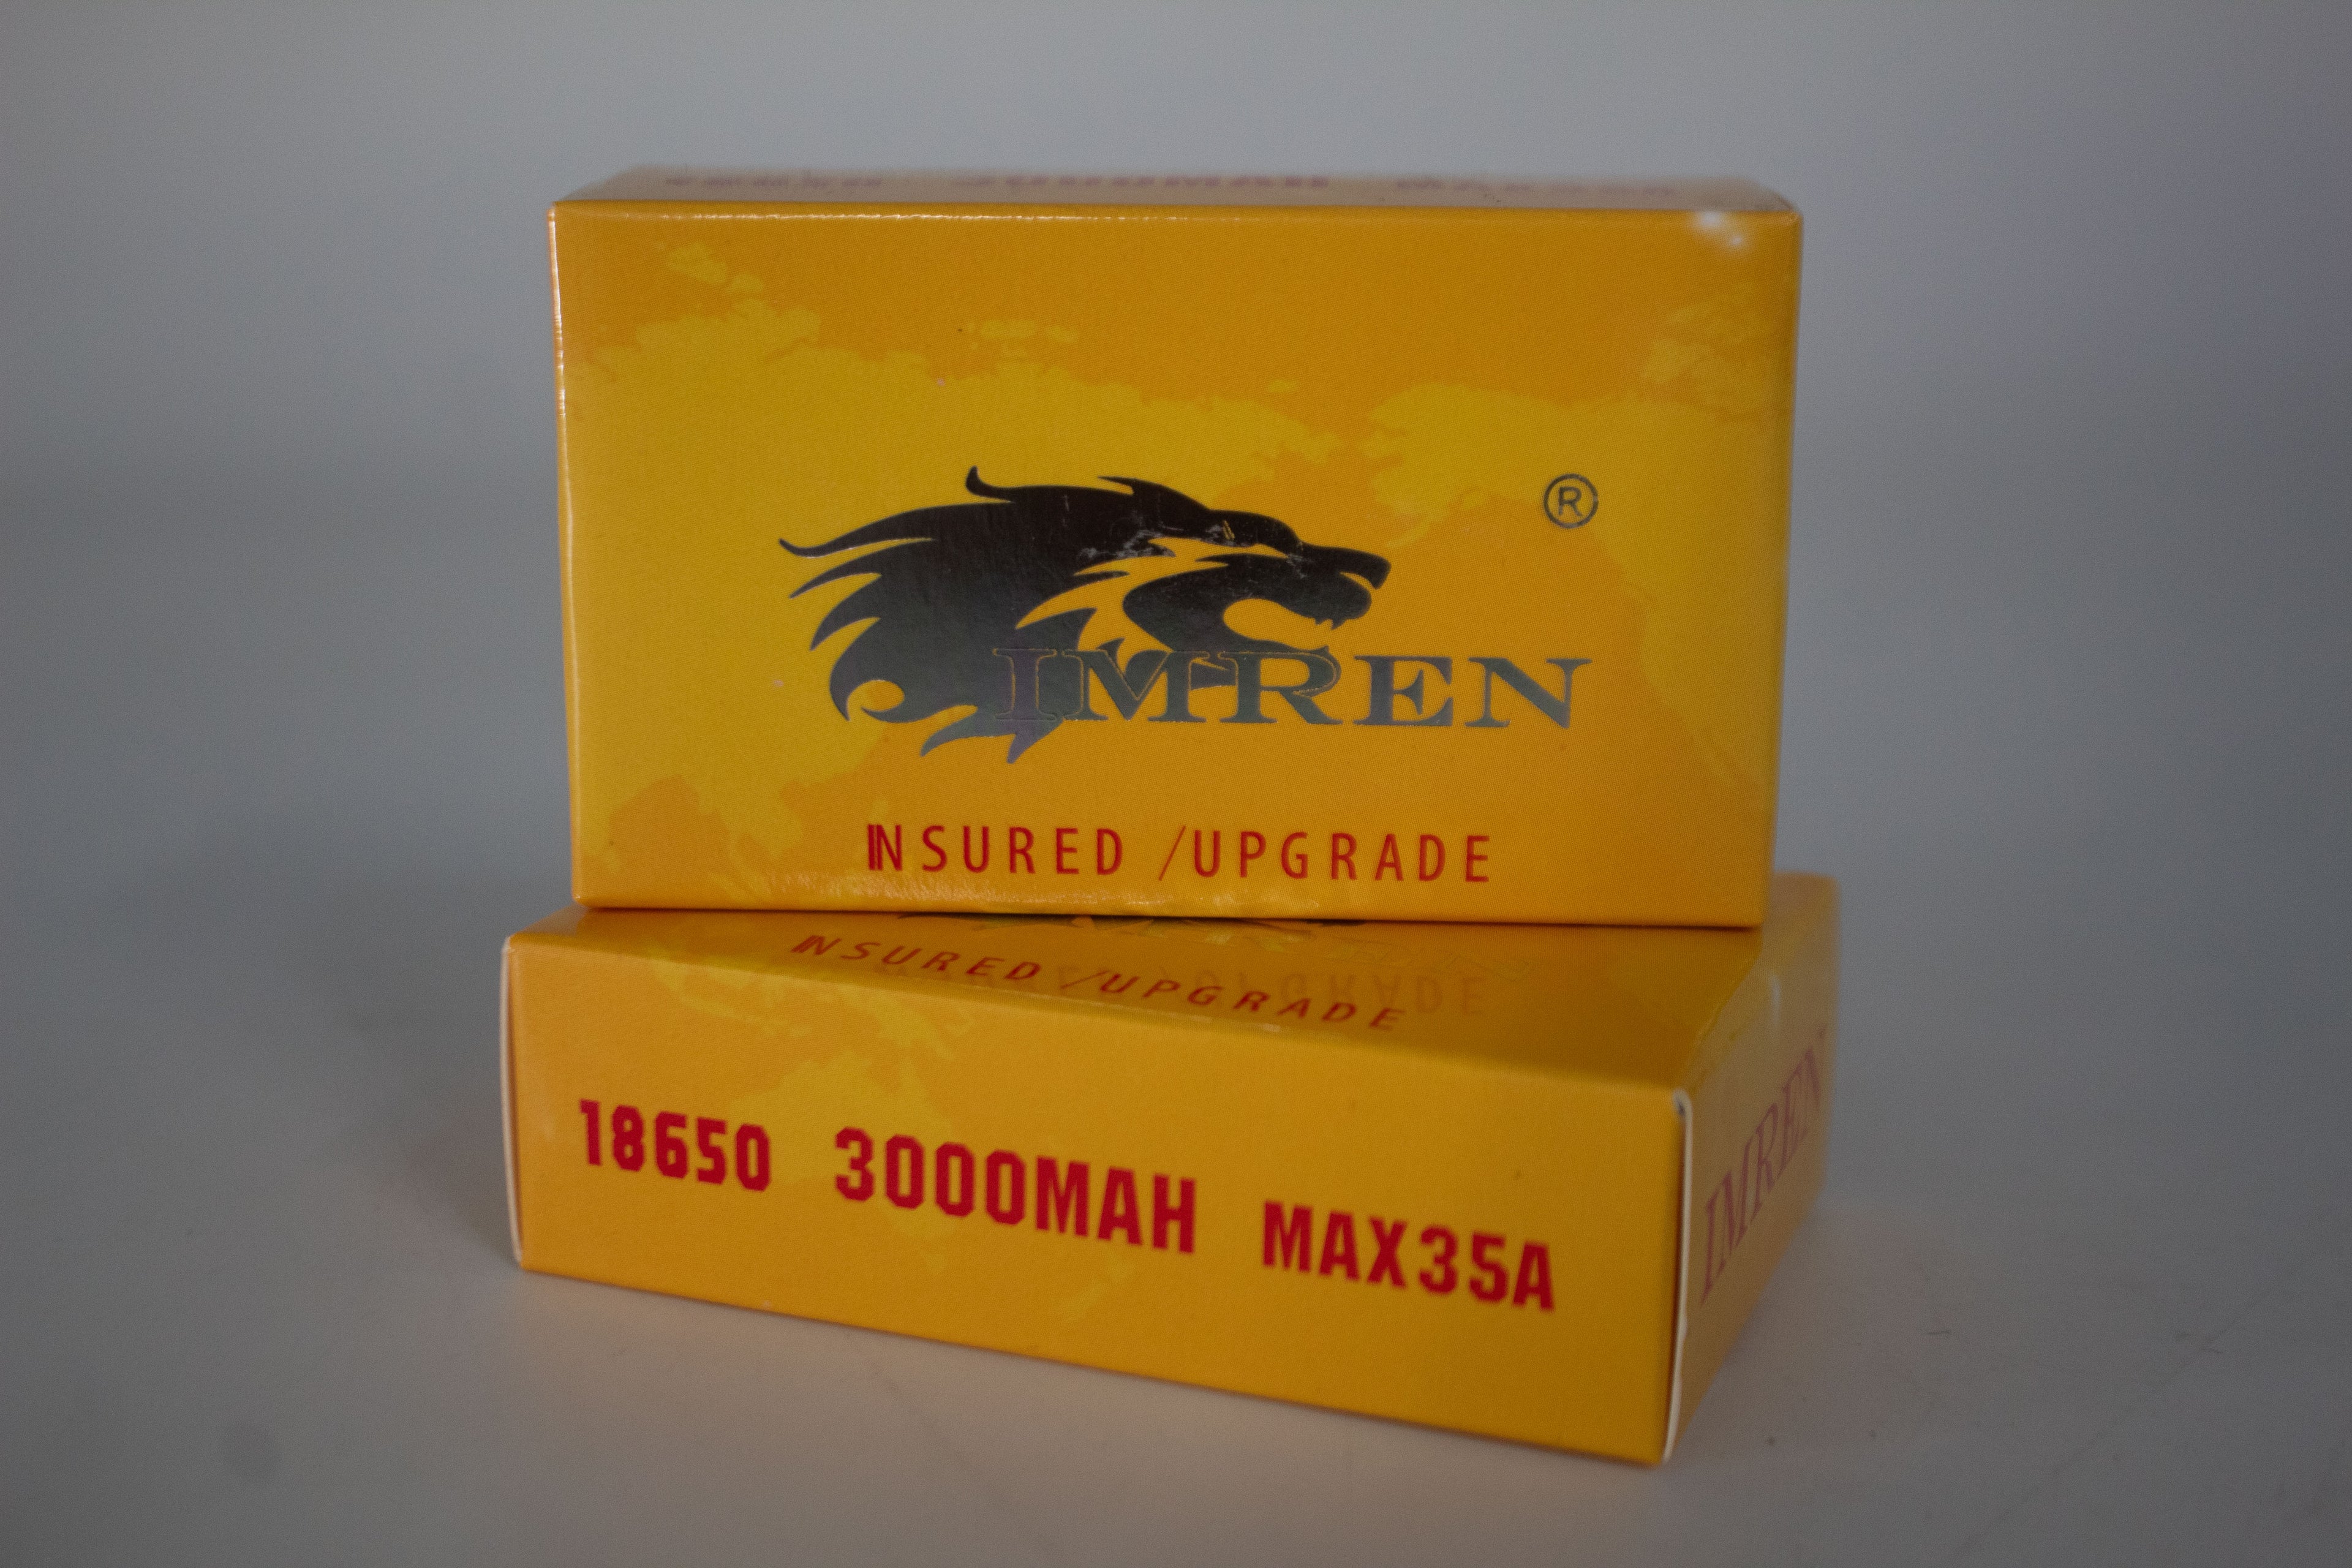 ®
IMREN
INSURED /UPGRADE
INSURED /UPGRADE
18650 3000MAH MAX35A
IMREN